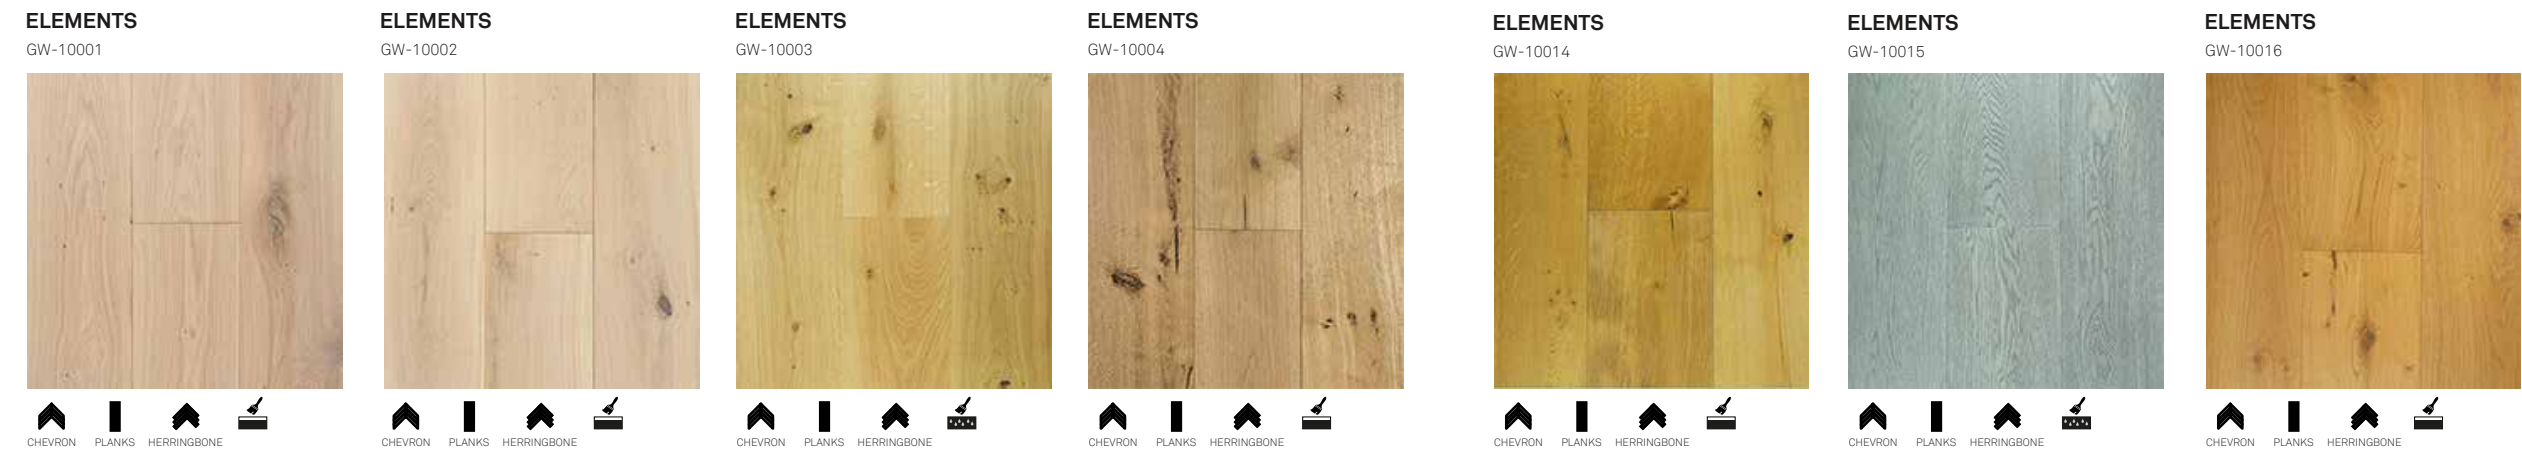 ELEMENTS
GW-10001
CHEVRON PLANKS HERRINGBONE
ELEMENTS
GW-10002
CHEVRON PLANKS HERRINGBONE
ELEMENTS
GW-10003
CHEVRON PLANKS HERRINGBONE
ELEMENTS
GW-10004
CHEVRON PLANKS HERRINGBONE
ELEMENTS
GW-10014
CHEVRON PLANKS HERRINGBONE
ELEMENTS
GW-10015
CHEVRON PLANKS HERRINGBONE
ELEMENTS
GW-10016
CHEVRON PLANKS HERRINGBONE